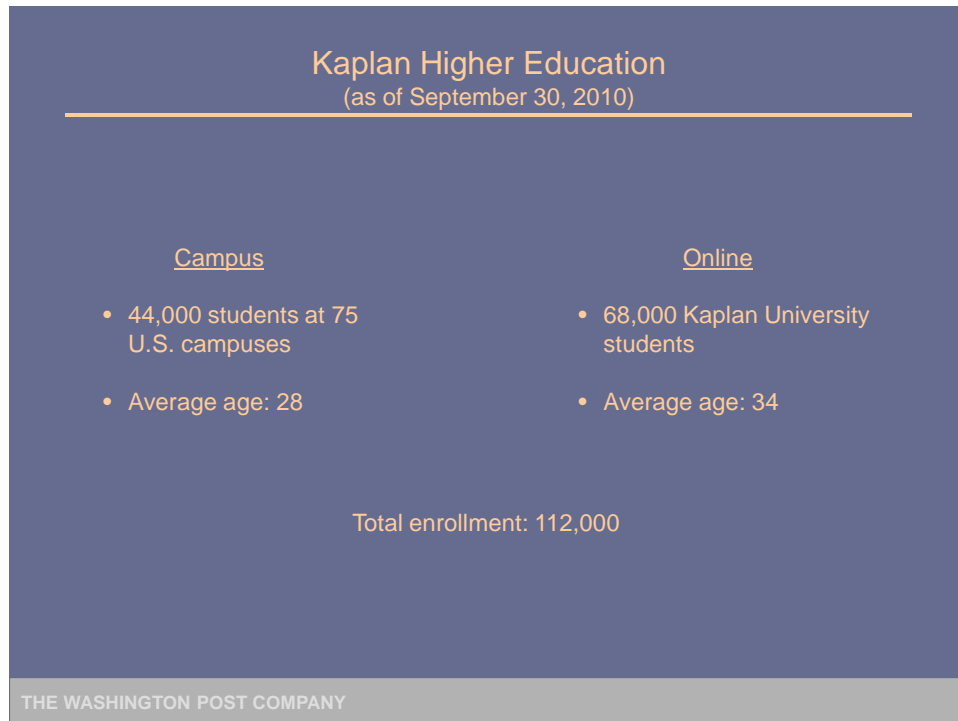 Kaplan Higher Education
(as of September 30, 2010)
Campus
• 44,000 students at 75
U.S. campuses
• Average age: 28
Online
• 68,000 Kaplan University
students
• Average age: 34
Total enrollment: 112,000
THE WASHINGTON POST COMPANY